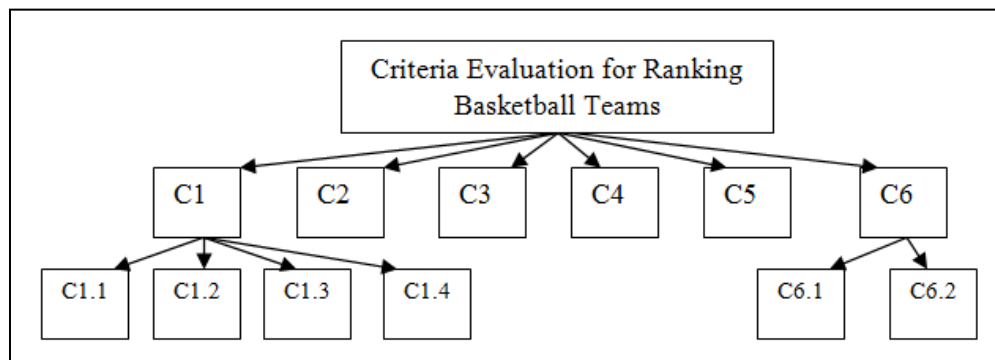 Criteria Evaluation for Ranking
Basketball Teams
C1
C2
C3
C4
C5
C6
C1.1
C1.2
C1.3
C1.4
C6.1
C6.2